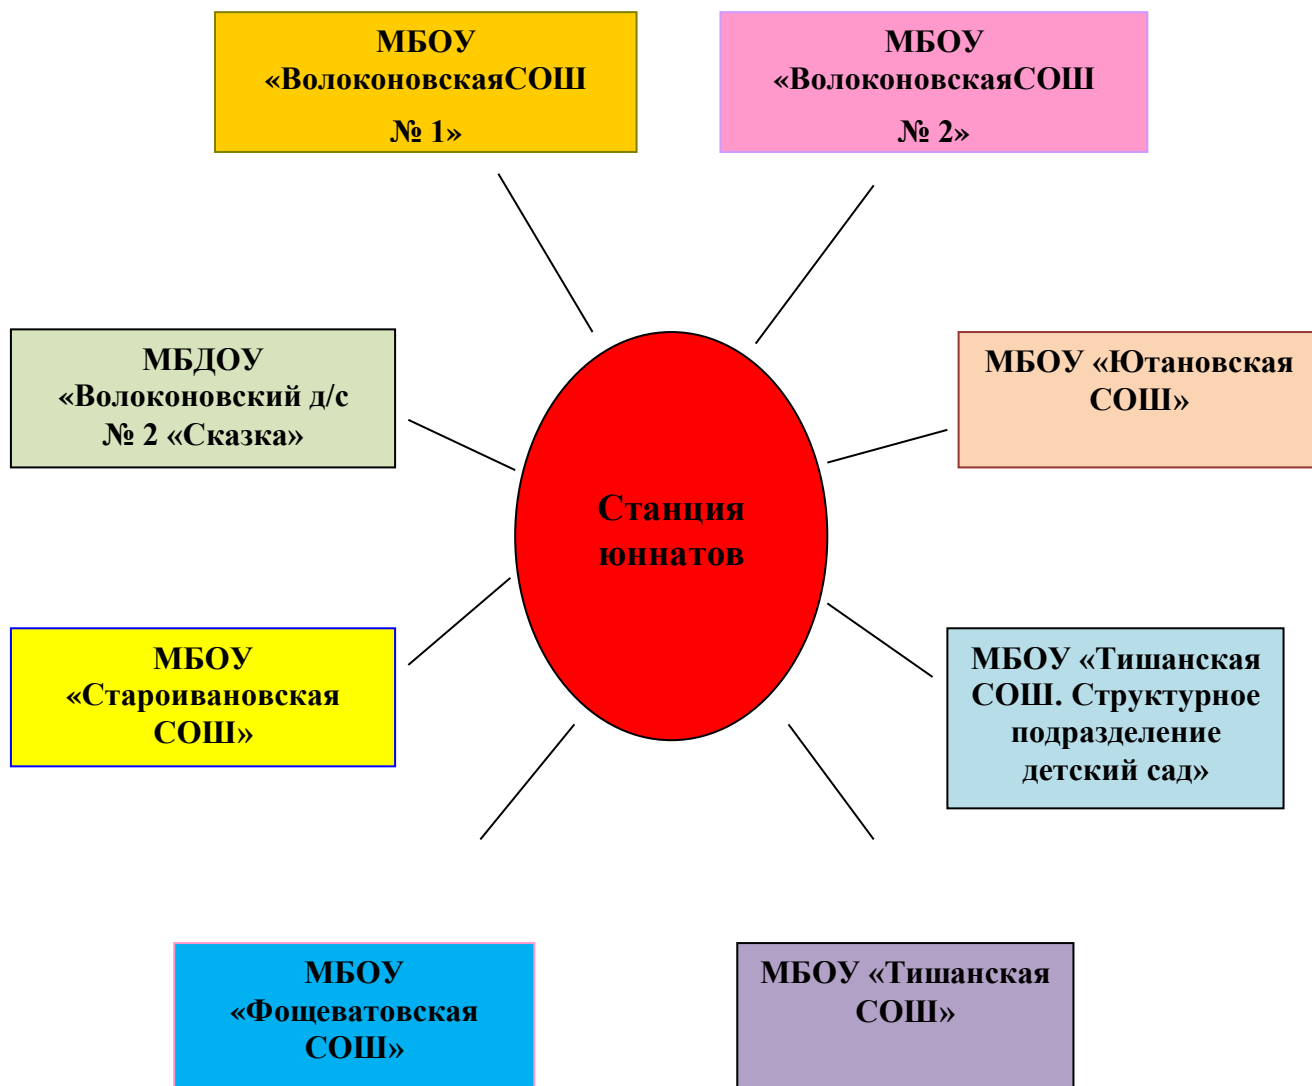 МБОУ
«ВолоконовскаяСОШ
№ 1»
МБОУ
«ВолоконовскаяСОШ
№ 2»
МБДОУ
«Волоконовский д/с
№ 2 «Сказка»
МБОУ «Ютановская
СОШ»
Станция
юннатов
МБОУ
«Староивановская
СОШ»
МБОУ «Тишанская
СОШ. Структурное
подразделение
детский сад»
МБОУ
«Фощеватовская
СОШ»
МБОУ «Тишанская
СОШ»